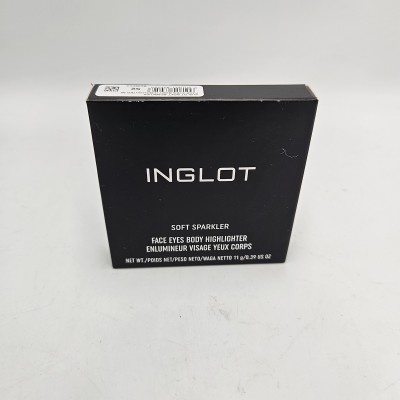 INGLOT
SOFT SPARKLER
FACE EYES BODY HIGHLIGHTER
ENLUMINEUR VISAGE YEUX CORPS
NET WT./POIDS NET/PESO NETO/WAGA NETTO 11 g/0.39 US OZ